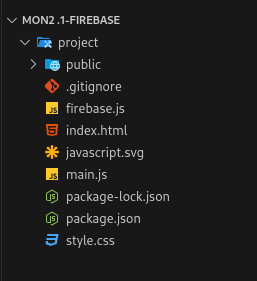 MON2 .1-FIREBASE
project
public
.gitignore
firebase.js
index.html
javascript.svg
main.js
package-lock.json
package.json
style.css